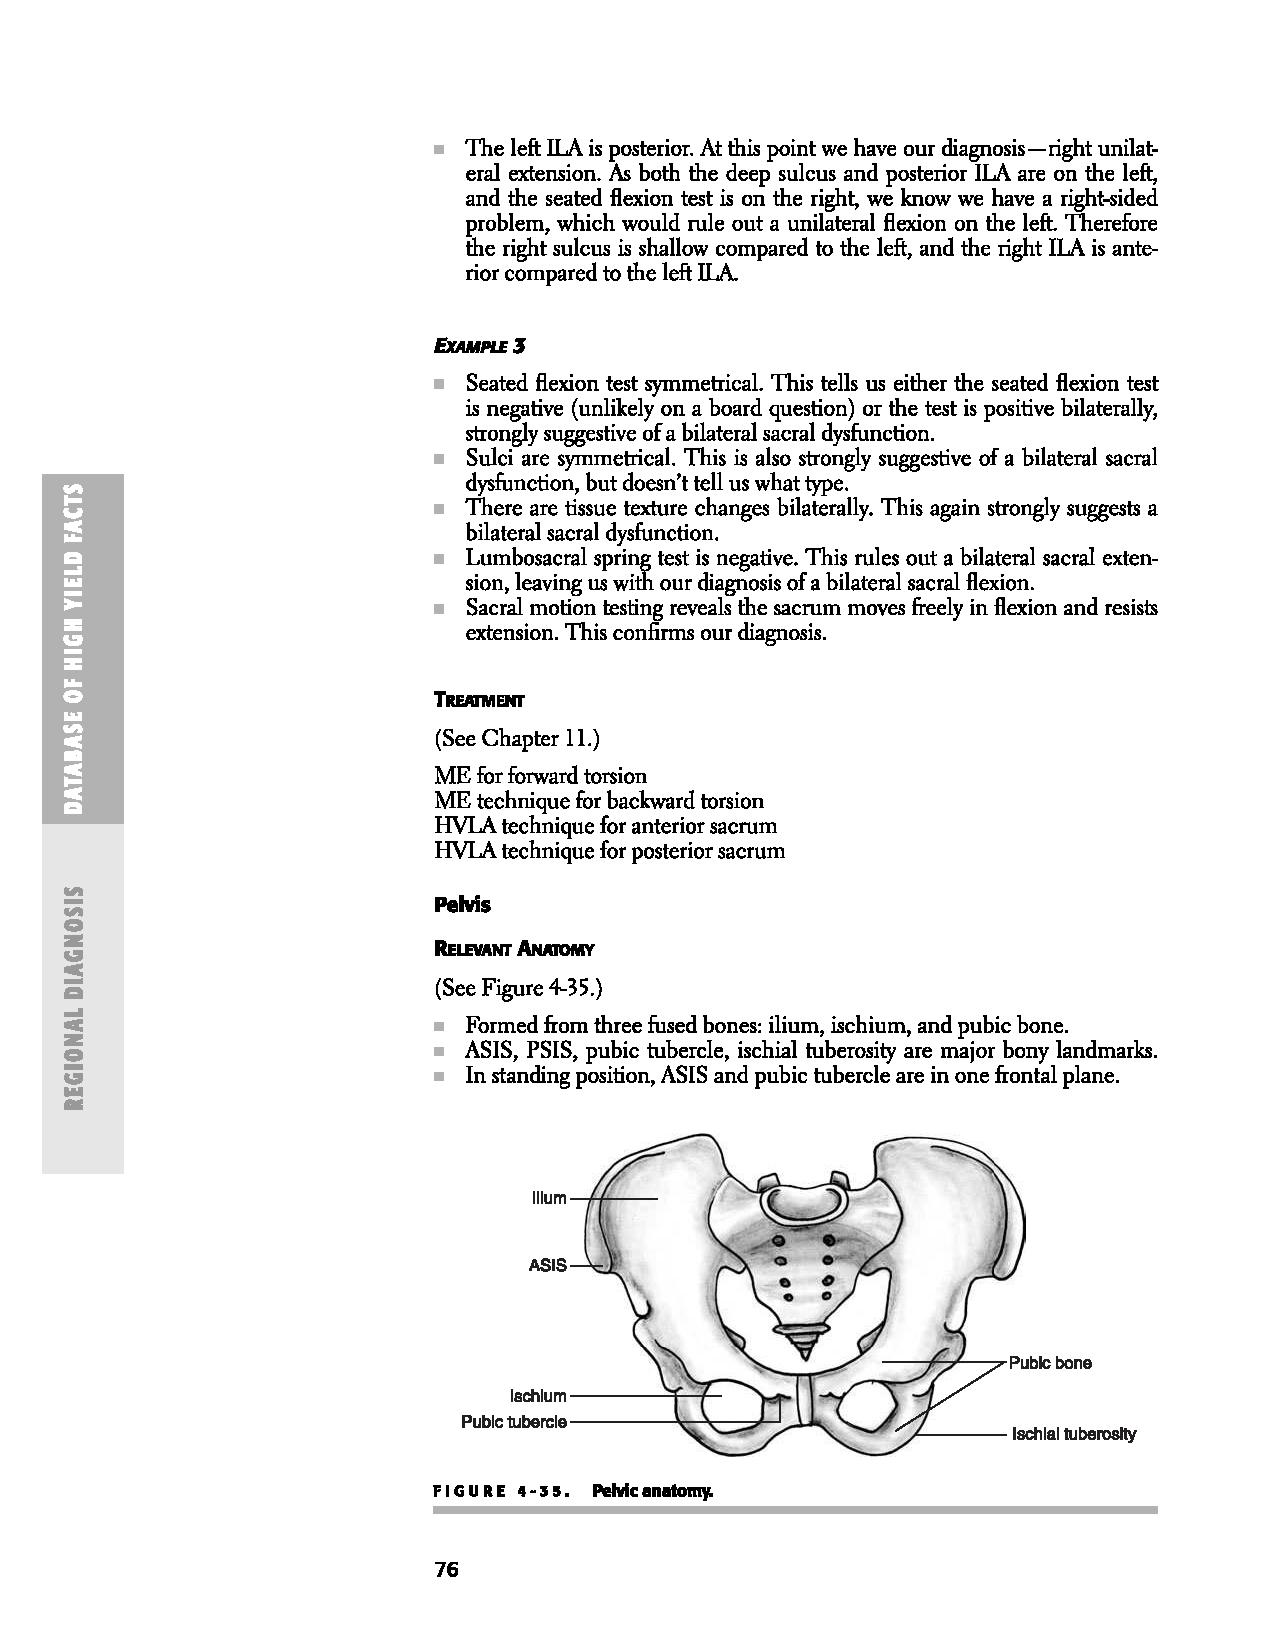 ■ The left ILA is posterior. At this point we have our diagnosis—right unilat-
eral extension. As both the deep sulcus and posterior ILA are on the left,
and the seated flexion test is on the right, we know we have a right-sided
problem, which would rule out a unilateral flexion on the left. Therefore
the right sulcus is shallow compared to the left, and the right ILA is ante-
rior compared to the left ILA.
EXAMPLE 3
■ Seated flexion test symmetrical. This tells us either the seated flexion test
is negative (unlikely on a board question) or the test is positive bilaterally,
strongly suggestive of a bilateral sacral dysfunction.
■ Sulci are symmetrical. This is also strongly suggestive of a bilateral sacral
dysfunction, but doesn't tell us what type.
■ There are tissue texture changes bilaterally. This again strongly suggests a
bilateral sacral dysfunction.
■ Lumbosacral spring test is negative. This rules out a bilateral sacral exten-
sion, leaving us with our diagnosis of a bilateral sacral flexion.
■ Sacral motion testing reveals the sacrum moves freely in flexion and resists
extension. This confirms our diagnosis.
TREATMENT
(See Chapter 11.)
ME for forward torsion
ME technique for backward torsion
HVLA technique for anterior sacrum
HVLA technique for posterior sacrum
Pelvis
RELEVANT ANATOMY
(See Figure 4-35.)
■ Formed from three fused bones: ilium, ischium, and pubic bone.
■ ASIS, PSIS, pubic tubercle, ischial tuberosity are major bony landmarks.
■ In standing position, ASIS and pubic tubercle are in one frontal plane.
Ilium
ASIS
Pubic bone
Ischium
Pubic tubercle
Ischial tuberosity
FIGURE 4-35. Pelvic anatomy.
76
DATABASE OF HIGH YIELD FACTS
REGIONAL DIAGNOSIS